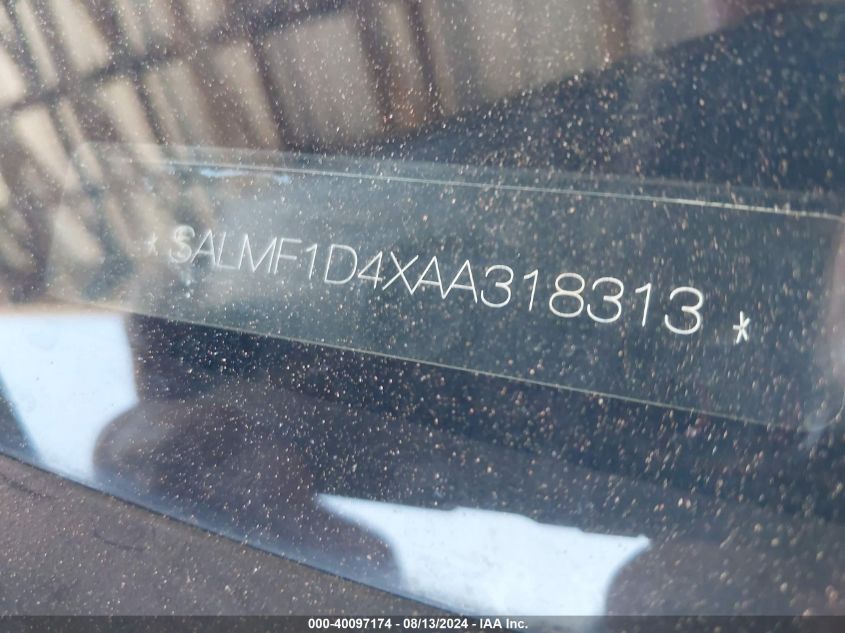 * SALMF1D4XAA318313 *
000-40097174 - 08/13/2024 - IAA Inc.